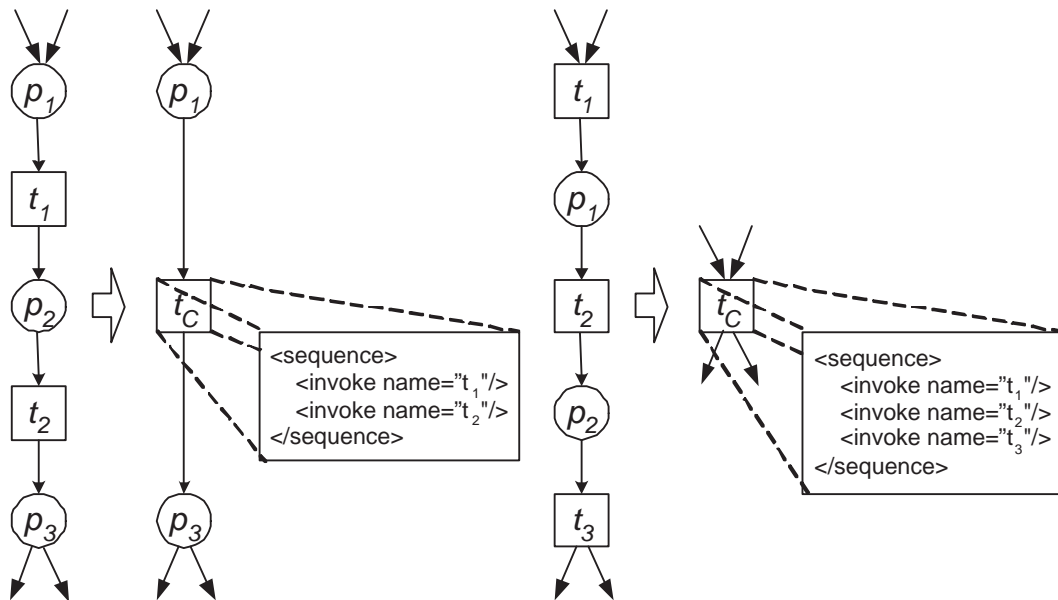 p1
t1
p2
t2
p3
p1
tC
p3
<sequence>
<invoke name=”t1"/>
<invoke name=”t2"/>
</sequence>
t1
p1
t2
p2
t3
tC
<sequence>
<invoke name=”t1"/>
<invoke name=”t2"/>
<invoke name=”t3"/>
</sequence>